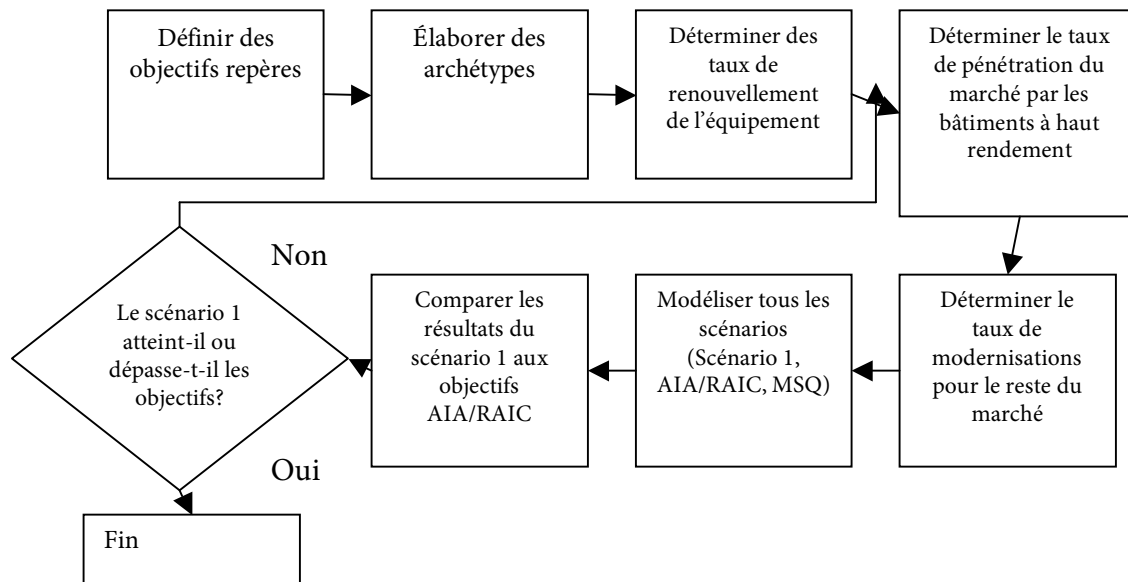 Définir des
objectifs repères
Élaborer des
archétypes
Déterminer des
taux de
renouvellement
de l'équipement
Déterminer le taux
de pénétration du
marché par les
bâtiments à haut
rendement
Déterminer le
taux de
modernisations
pour le reste du
marché
Modéliser tous les
scénarios
(Scénario 1,
AIA/RAIC, MSQ)
Comparer les
résultats du
scénario 1 aux
objectifs
AIA/RAIC
Le scénario 1
atteint-il ou
dépasse-t-il les
objectifs?
Non
Oui
Fin